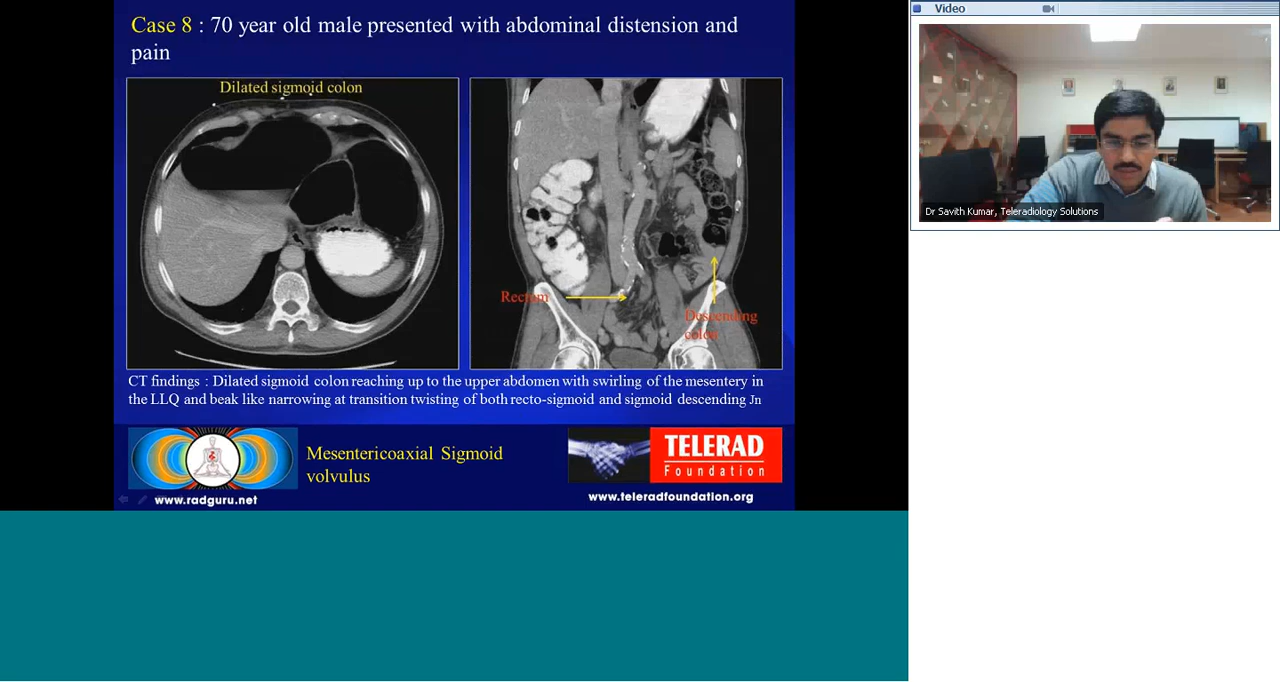 Case 8 : 70 year old male presented with abdominal distension and
pain
Dilated sigmoid colon
Rectum
Descending
colon
CT findings : Dilated sigmoid colon reaching up to the upper abdomen with swirling of the mesentery in
the LLQ and beak like narrowing at transition twisting of both recto-sigmoid and sigmoid descending Jn
Mesentericoaxial Sigmoid
volvulus
www.radguru.net
TELERAD
Foundation
www.teleradfoundation.org
Video
Dr Savith Kumar, Teleradiology Solutions